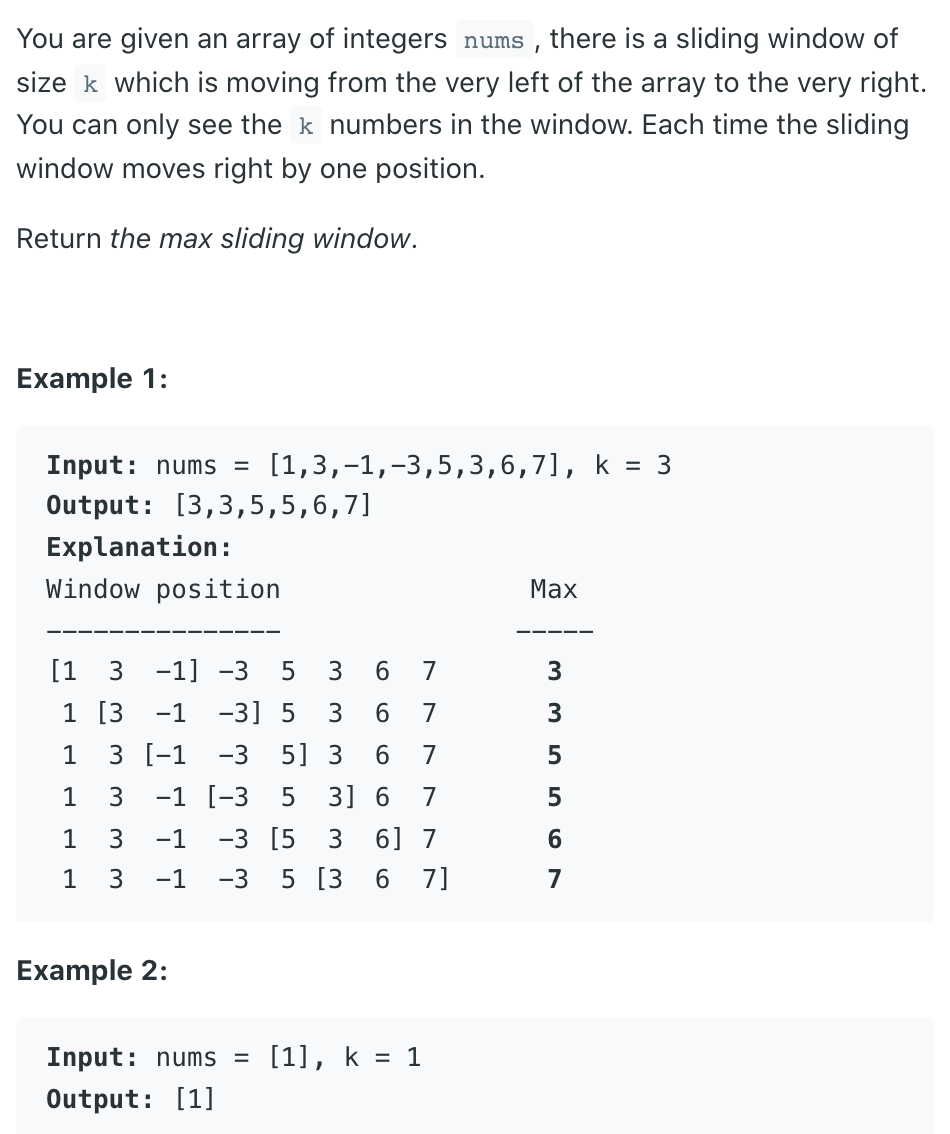 You are given an array of integers nums , there is a sliding window of
size k which is moving from the very left of the array to the very right.
You can only see the k numbers in the window. Each time the sliding
window moves right by one position.
Return the max sliding window.
Example 1:
Input: nums = [1,3,−1,−3,5,3,6,7], k = 3
Output: [3,3,5,5,6,7]
Explanation:
Window position                Max
---------------               -----
[1  3  −1] −3  5  3  6  7       3
 1 [3  −1  −3] 5  3  6  7       3
 1  3 [−1  −3  5] 3  6  7       5
 1  3  −1 [−3  5  3] 6  7       5
 1  3  −1  −3 [5  3  6] 7       6
 1  3  −1  −3  5 [3  6  7]      7
Example 2:
Input: nums = [1], k = 1
Output: [1]